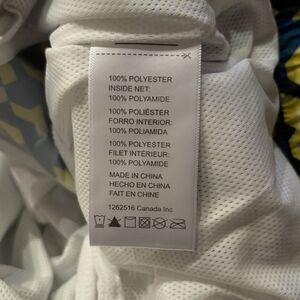 100% POLYESTER
INSIDE NET:
100% POLYAMIDE
100% POLIÉSTER
FORRO INTERIOR:
100% POLIAMIDA
100% POLYESTER
FILET INTÉRIEUR:
100% POLYAMIDE
MADE IN CHINA
HECHO EN CHINA
FAIT EN CHINE
1262516 Canada Inc